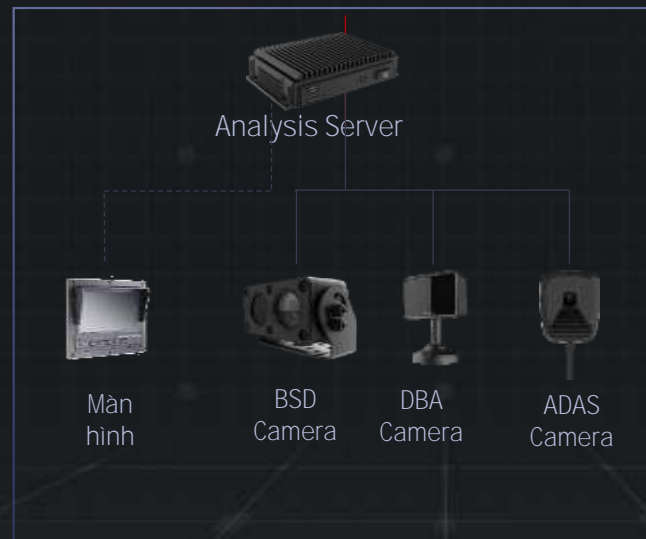 Analysis Server
Màn
hình
BSD
Camera
DBA
Camera
ADAS
Camera